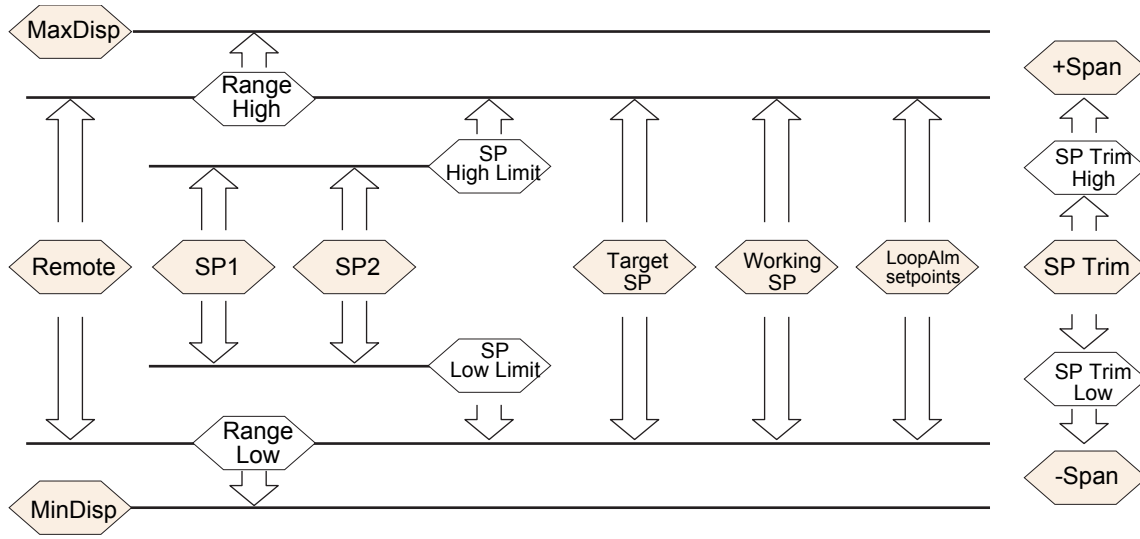 MaxDisp
+Span
Range
High
SP
High Limit
SP Trim
High
Remote
SP1
SP2
Target
SP
Working
SP
LoopAlm
setpoints
SP Trim
SP
Low Limit
SP Trim
Low
Range
Low
-Span
MinDisp